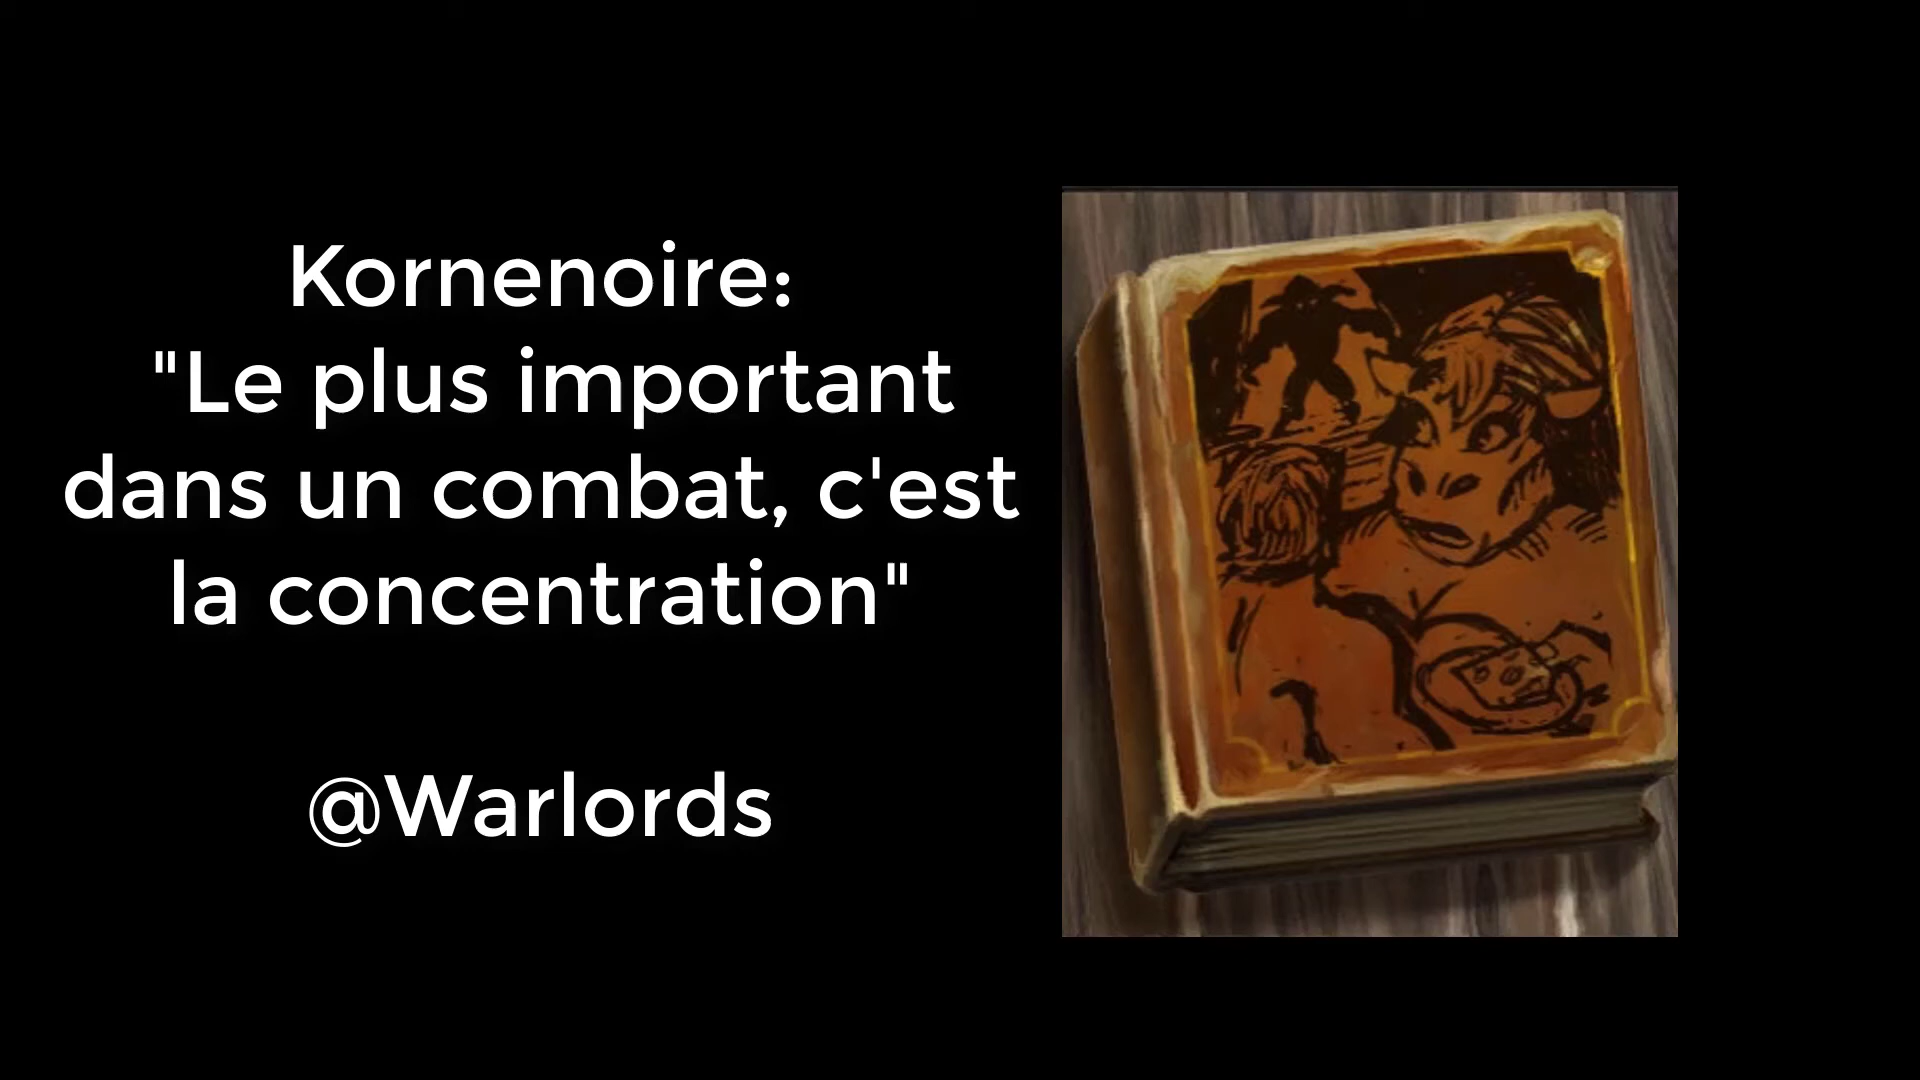 Kornenoire:
"Le plus important
dans un combat, c'est
la concentration"
@Warlords